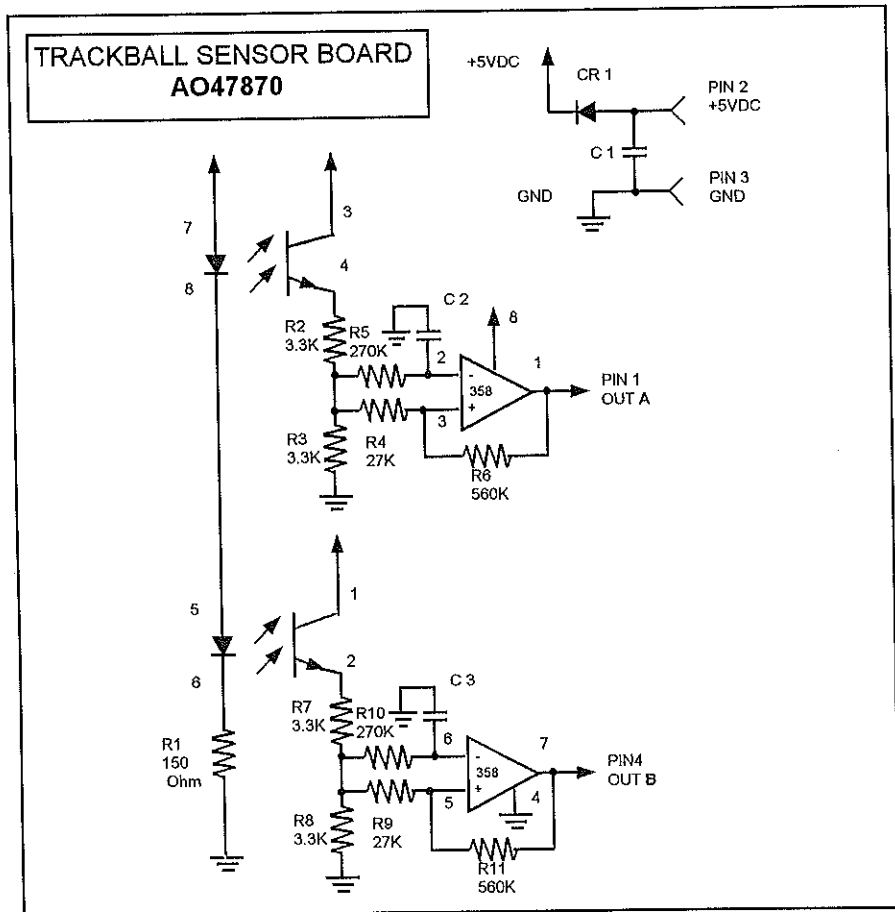 TRACKBALL SENSOR BOARD
AO47870
+5VDC
CR 1
PIN 2
+5VDC
C 1
PIN 3
GND
GND
7
8
3
4
R2
3.3K
R5
270K
C 2
2
8
1
358
-
+
3
PIN 1
OUT A
R3
3.3K
R4
27K
R6
560K
5
6
1
2
R1
150
Ohm
R7
3.3K
R10
270K
C 3
6
7
358
-
+
5
4
PIN4
OUT B
R8
3.3K
R9
27K
R11
560K